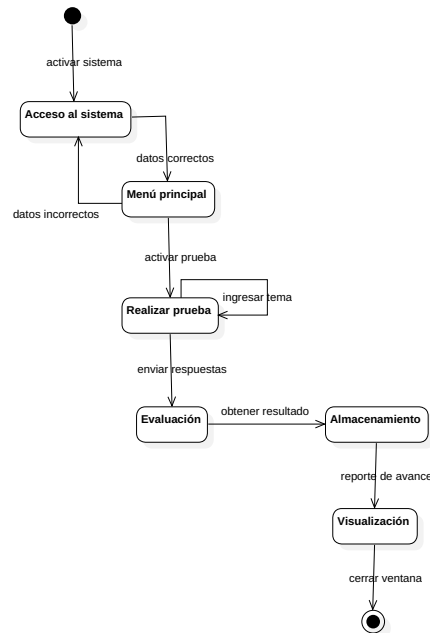 activar sistema
Acceso al sistema
datos correctos
Menú principal
datos incorrectos
activar prueba
ingresar tema
Realizar prueba
enviar respuestas
Evaluación
obtener resultado
Almacenamiento
reporte de avance
Visualización
cerrar ventana